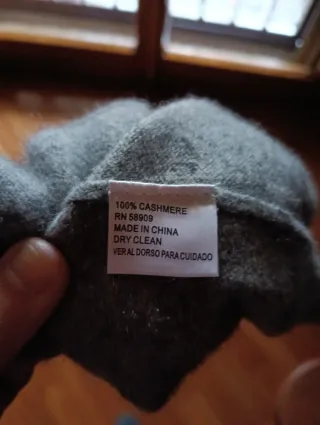 100% CASHMERE
RN 58909
MADE IN CHINA
DRY CLEAN
VER AL DORSO PARA CUIDADO